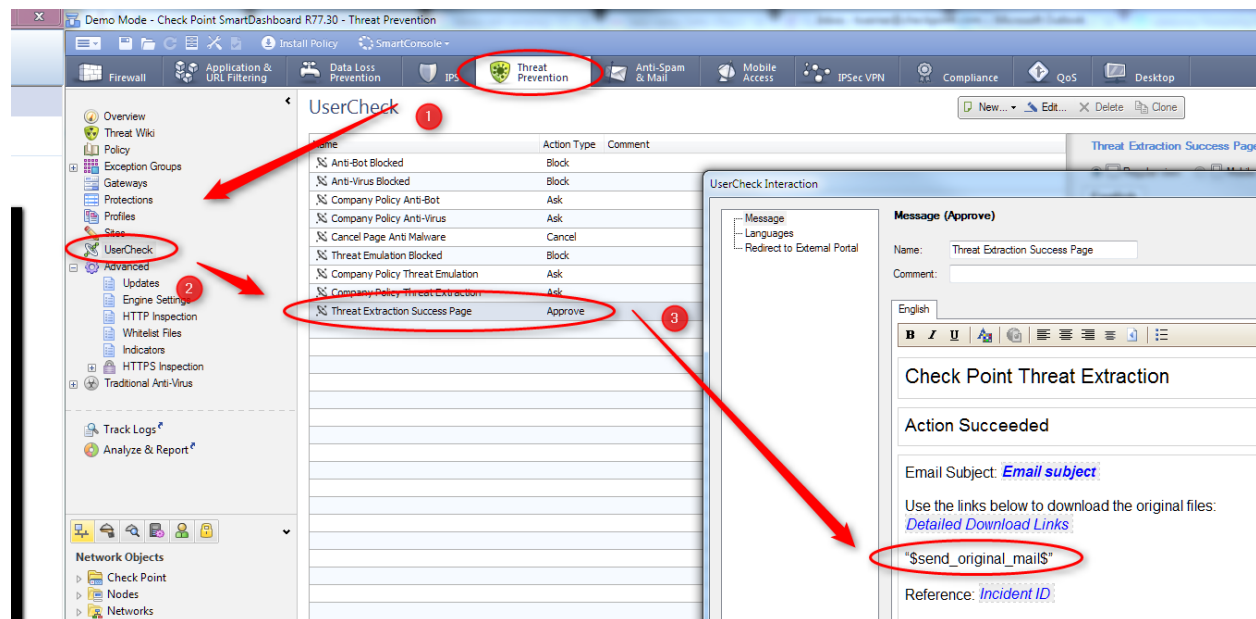 Demo Mode - Check Point SmartDashboard R77.30 - Threat Prevention
Install Policy SmartConsole
Firewall
Application & URL Filtering
Data Loss Prevention
IPS
Threat Prevention
Anti-Spam & Mail
Mobile Access
IPSec VPN
Compliance
QoS
Desktop
Overview
Threat Wiki
Policy
Exception Groups
Gateways
Protections
Profiles
Sites
UserCheck
Advanced
Updates
Engine Settings
HTTP Inspection
Whitelist Files
Indicators
HTTPS Inspection
Traditional Anti-Virus
Track Logs
Analyze & Report
Network Objects
Check Point
Nodes
Networks
1
2
3
UserCheck
New... Edit... Delete Clone
Name Action Type Comment
Anti-Bot Blocked Block
Anti-Virus Blocked Block
Company Policy Anti-Bot Ask
Company Policy Anti-Virus Ask
Cancel Page Anti Malware Cancel
Threat Emulation Blocked Block
Company Policy Threat Emulation Ask
Company Policy Threat Extraction Ask
Threat Extraction Success Page Approve
Threat Extraction Success Page
UserCheck Interaction
Message
Languages
Redirect to External Portal
Message (Approve)
Name: Threat Extraction Success Page
Comment:
English
B I U
Check Point Threat Extraction
Action Succeeded
Email Subject: Email subject
Use the links below to download the original files:
Detailed Download Links
"$send_original_mail$"
Reference: Incident ID